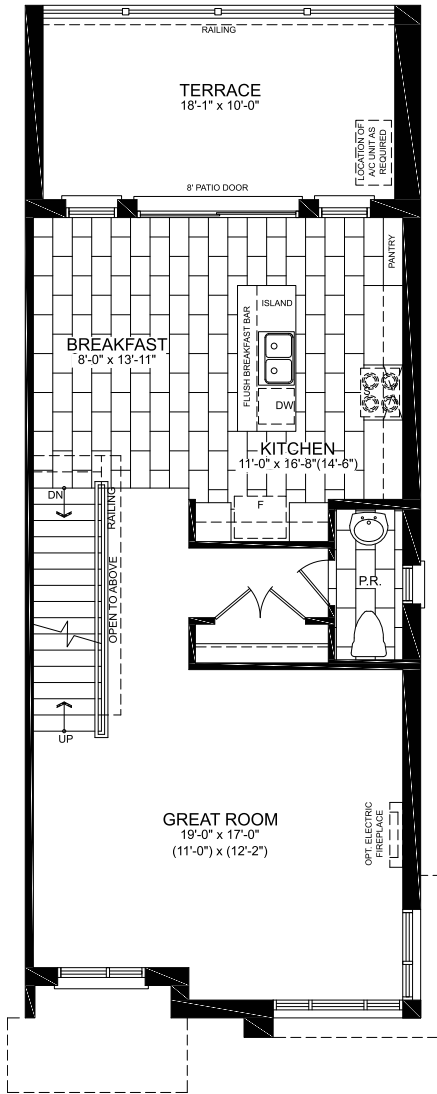 RAILING
TERRACE
18'-1" x 10'-0"
LOCATION OF
A/C UNIT AS
REQUIRED
8' PATIO DOOR
PANTRY
ISLAND
FLUSH BREAKFAST BAR
BREAKFAST
8'-0" x 13'-11"
DW
KITCHEN
11'-0" x 16'-8"(14'-6")
DN
RAILING
F
OPEN TO ABOVE
P.R.
UP
GREAT ROOM
19'-0" x 17'-0"
(11'-0") x (12'-2")
OPT. ELECTRIC
FIREPLACE